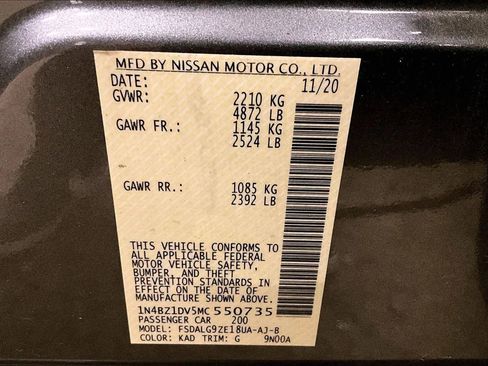 MFD BY NISSAN MOTOR CO., LTD.
DATE: 11/20
GVWR: 2210 KG
4872 LB
GAWR FR.: 1145 KG
2524 LB
GAWR RR.: 1085 KG
2392 LB
THIS VEHICLE CONFORMS TO
ALL APPLICABLE FEDERAL
MOTOR VEHICLE SAFETY,
BUMPER, AND THEFT
PREVENTION STANDARDS IN
EFFECT ON THE DATE OF
MANUFACTURE SHOWN ABOVE.
1N4BZ1DV5MC550735
PASSENGER CAR 200
MODEL: FSDALG9ZE18UA-AJ-B
COLOR: KAD TRIM: G 9N00A